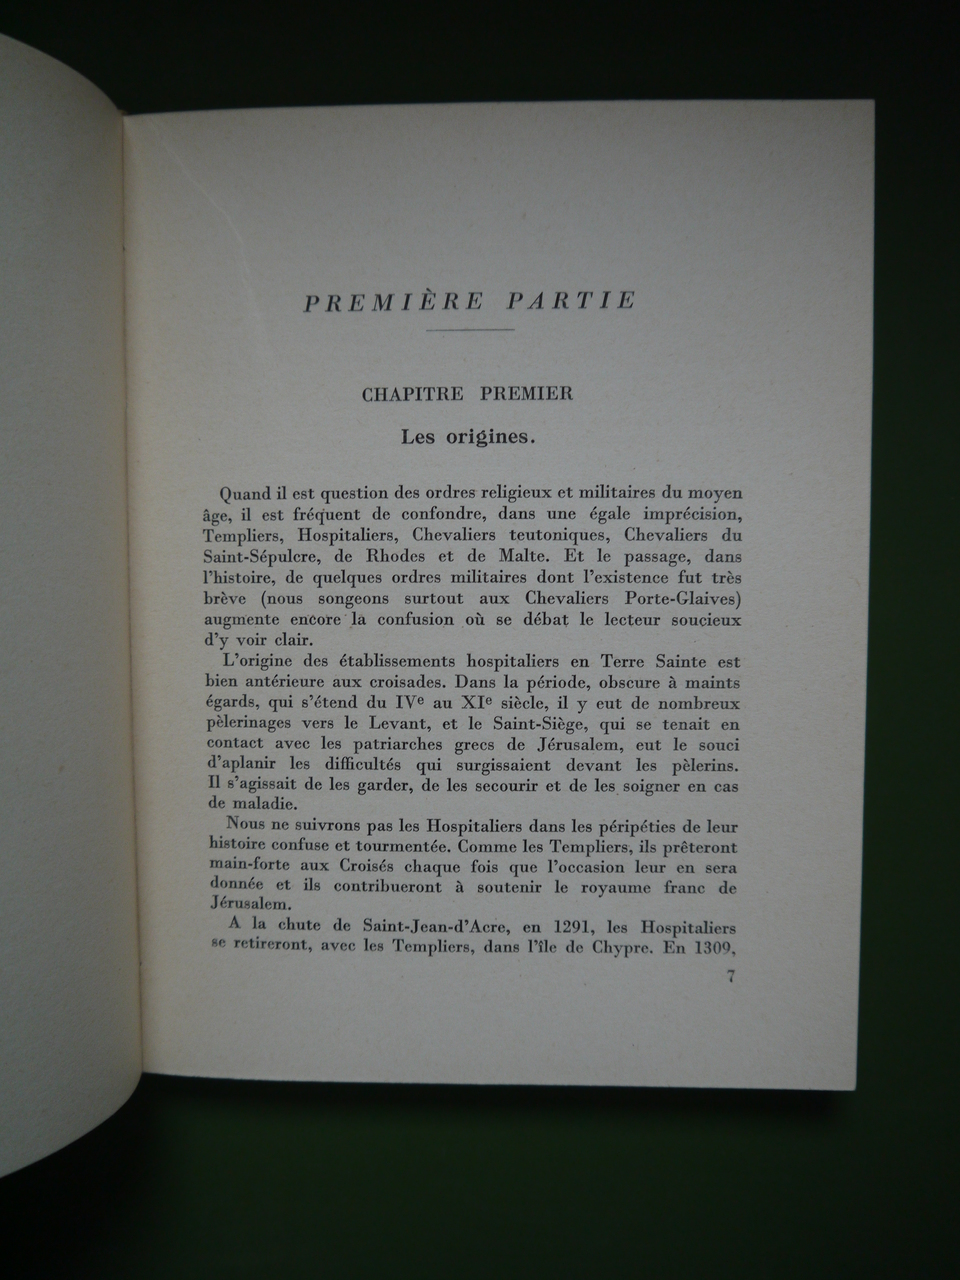 PREMIÈRE PARTIE
CHAPITRE PREMIER
Les origines.
Quand il est question des ordres religieux et militaires du moyen
âge, il est fréquent de confondre, dans une égale imprécision,
Templiers, Hospitaliers, Chevaliers teutoniques, Chevaliers du
Saint-Sépulcre, de Rhodes et de Malte. Et le passage, dans
l'histoire, de quelques ordres militaires dont l'existence fut très
brève (nous songeons surtout aux Chevaliers Porte-Glaives)
augmente encore la confusion où se débat le lecteur soucieux
d'y voir clair.
L'origine des établissements hospitaliers en Terre Sainte est
bien antérieure aux croisades. Dans la période, obscure à maints
égards, qui s'étend du IVe au XIe siècle, il y eut de nombreux
pèlerinages vers le Levant, et le Saint-Siège, qui se tenait en
contact avec les patriarches grecs de Jérusalem, eut le souci
d'aplanir les difficultés qui surgissaient devant les pèlerins.
Il s'agissait de les garder, de les secourir et de les soigner en cas
de maladie.
Nous ne suivrons pas les Hospitaliers dans les péripéties de leur
histoire confuse et tourmentée. Comme les Templiers, ils prêteront
main-forte aux Croisés chaque fois que l'occasion leur en sera
donnée et ils contribueront à soutenir le royaume franc de
Jérusalem.
A la chute de Saint-Jean-d'Acre, en 1291, les Hospitaliers
se retireront, avec les Templiers, dans l'île de Chypre. En 1309,
7